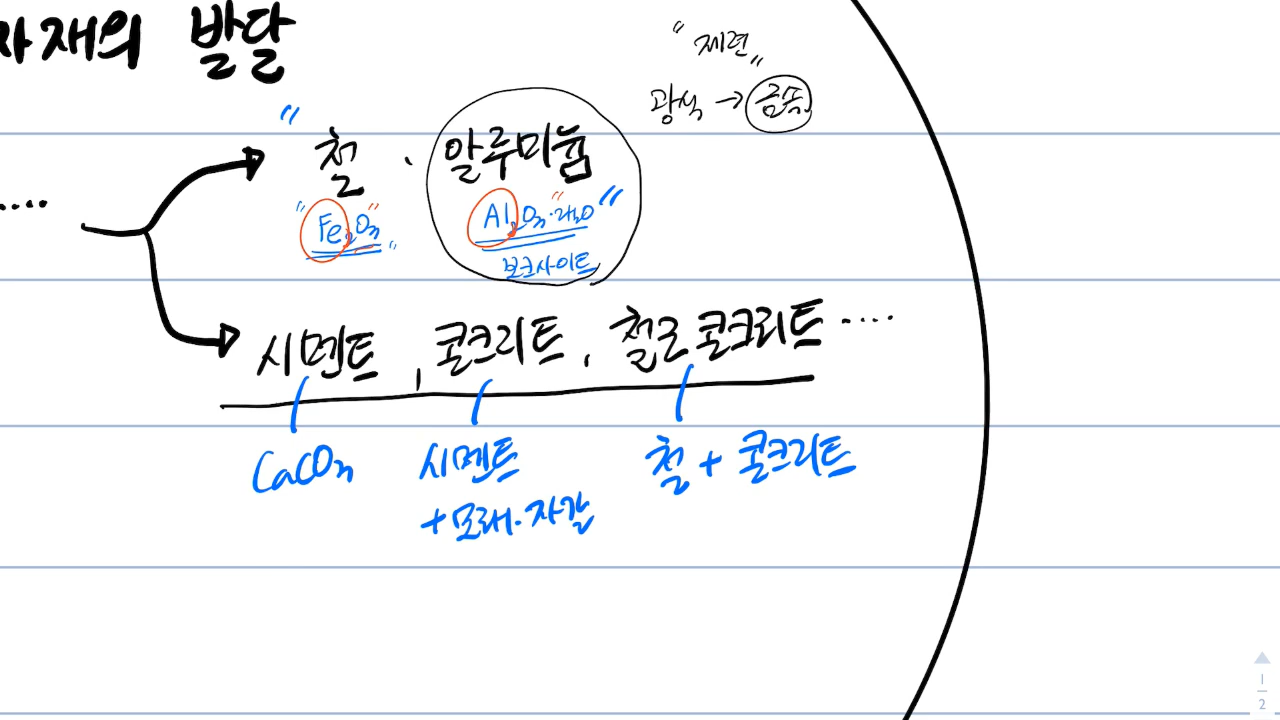 자재의 발달
"제련"
광석 → 금속
" 철 · 알루미늄 "
"Fe₂O₃" Al₂O₃·2H₂O
보크사이트
....
시멘트, 콘크리트, 철근 콘크리트 ....
CaCO₃ 시멘트 철 + 콘크리트
+ 모래·자갈
1
2